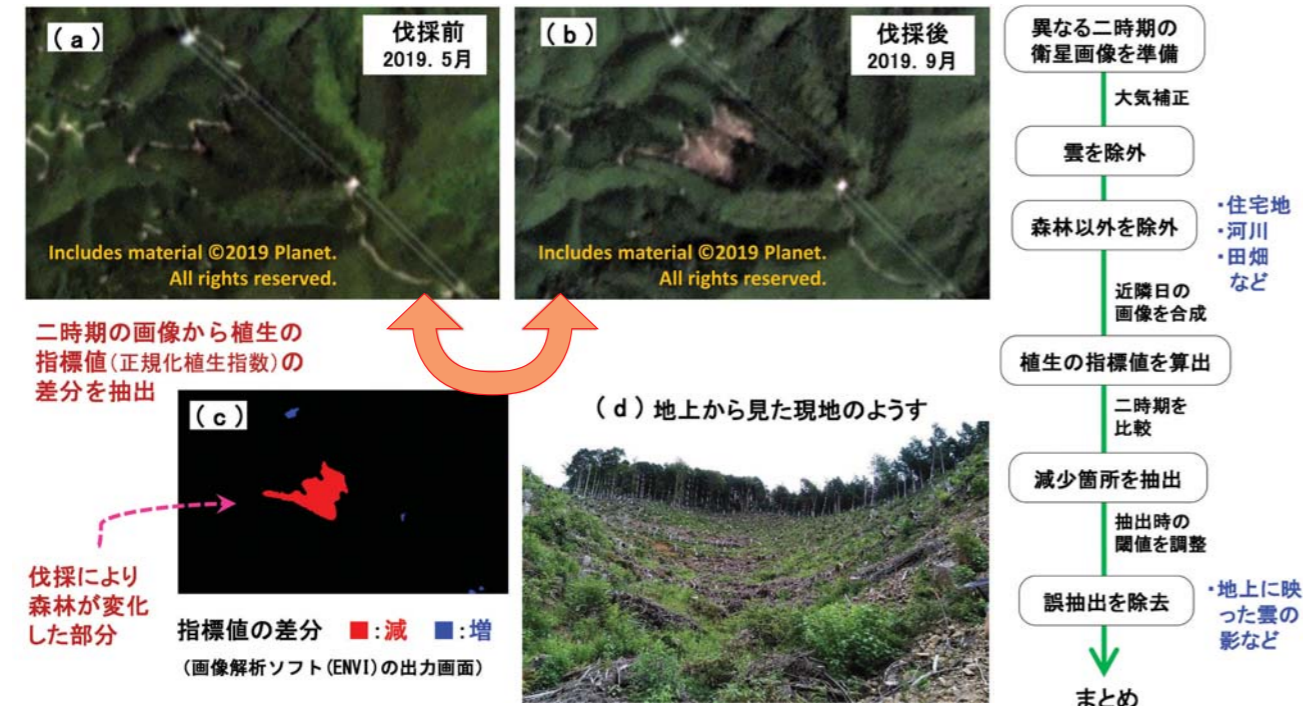 (a)
伐採前
2019. 5月
Includes material ©2019 Planet.
All rights reserved.
(b)
伐採後
2019. 9月
Includes material ©2019 Planet.
All rights reserved.
二時期の画像から植生の
指標値(正規化植生指数)の
差分を抽出
(c)
伐採により
森林が変化
した部分
指標値の差分 ■:減 ■:増
(画像解析ソフト(ENVI)の出力画面)
(d)地上から見た現地のようす
異なる二時期の
衛星画像を準備
大気補正
雲を除外
森林以外を除外
・住宅地
・河川
・田畑
など
近隣日の
画像を合成
植生の指標値を算出
二時期を
比較
減少箇所を抽出
抽出時の
閾値を調整
誤抽出を除去
・地上に映
った雲の
影など
まとめ